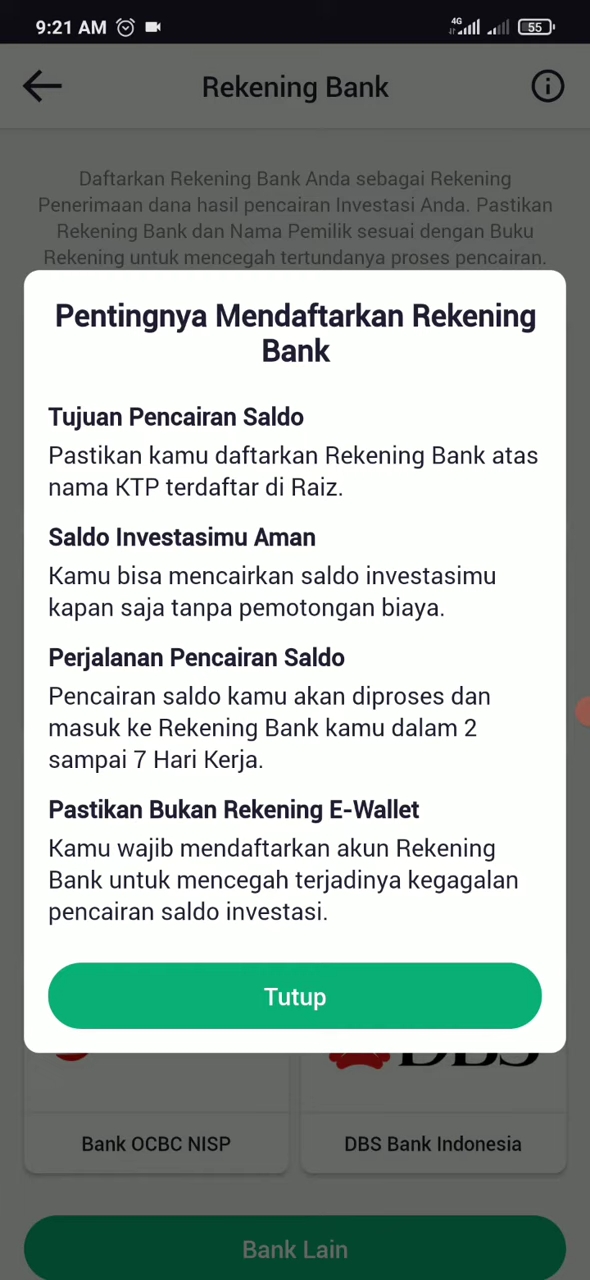 9:21 AM
4G
55
Rekening Bank
Daftarkan Rekening Bank Anda sebagai Rekening
Penerimaan dana hasil pencairan Investasi Anda. Pastikan
Rekening Bank dan Nama Pemilik sesuai dengan Buku
Rekening untuk mencegah tertundanya proses pencairan.
Pentingnya Mendaftarkan Rekening
Bank
Tujuan Pencairan Saldo
Pastikan kamu daftarkan Rekening Bank atas
nama KTP terdaftar di Raiz.
Saldo Investasimu Aman
Kamu bisa mencairkan saldo investasimu
kapan saja tanpa pemotongan biaya.
Perjalanan Pencairan Saldo
Pencairan saldo kamu akan diproses dan
masuk ke Rekening Bank kamu dalam 2
sampai 7 Hari Kerja.
Pastikan Bukan Rekening E-Wallet
Kamu wajib mendaftarkan akun Rekening
Bank untuk mencegah terjadinya kegagalan
pencairan saldo investasi.
Tutup
DBS
Bank OCBC NISP
DBS Bank Indonesia
Bank Lain